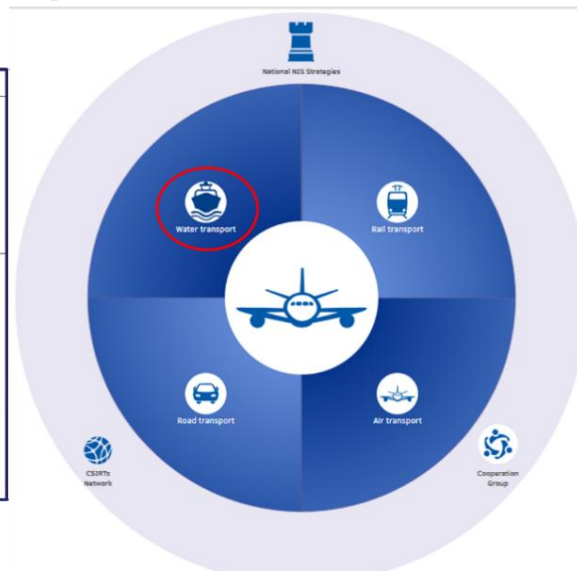 National NIS Strategies
Water transport
Rail transport
Road transport
Air transport
CSIRTs
Network
Cooperation
Group